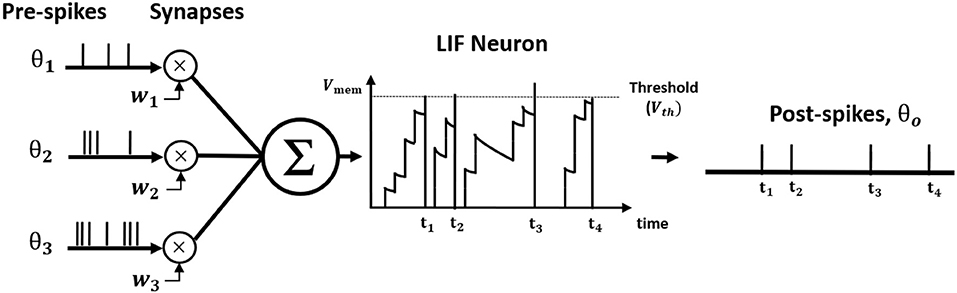 Pre-spikes
Synapses
θ1
×
w1
θ2
×
w2
θ3
×
w3
Σ
LIF Neuron
Vmem
Threshold
(Vth)
t1 t2 t3 t4
time
Post-spikes, θo
t1 t2 t3 t4